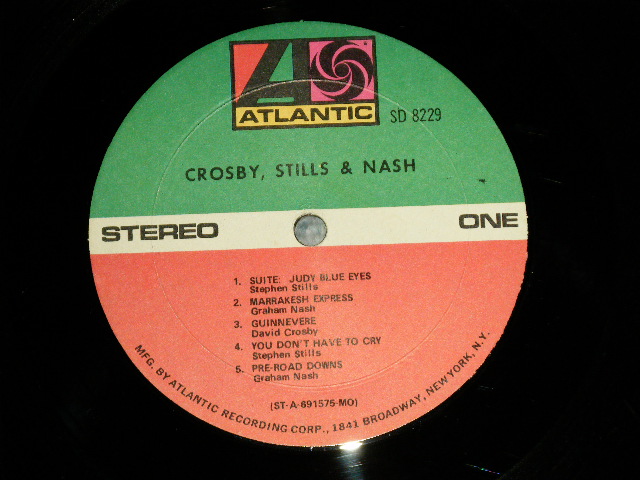 ATLANTIC
SD 8229
CROSBY, STILLS & NASH
STEREO
ONE
1. SUITE: JUDY BLUE EYES
Stephen Stills
2. MARRAKESH EXPRESS
Graham Nash
3. GUINNEVERE
David Crosby
4. YOU DON'T HAVE TO CRY
Stephen Stills
5. PRE-ROAD DOWNS
Graham Nash
(ST-A-691575-MO)
MFG. BY ATLANTIC RECORDING CORP., 1841 BROADWAY, NEW YORK, N.Y.